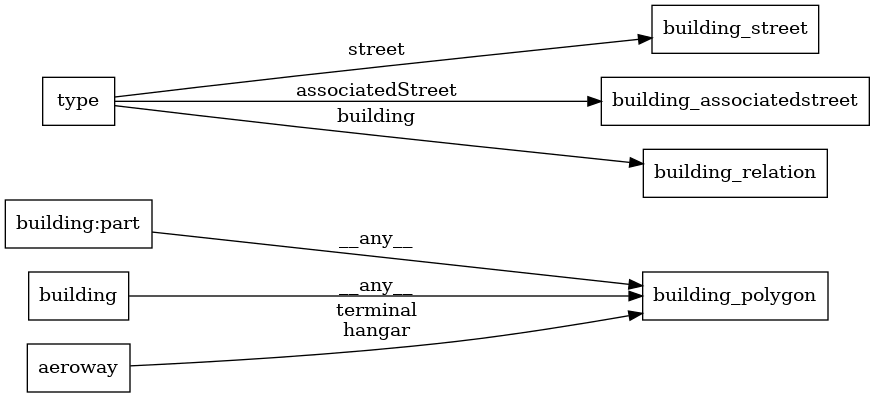 building_street
street
type
associatedStreet
building_associatedstreet
building
building_relation
building:part
__any__
building
__any__
building_polygon
terminal
hangar
aeroway